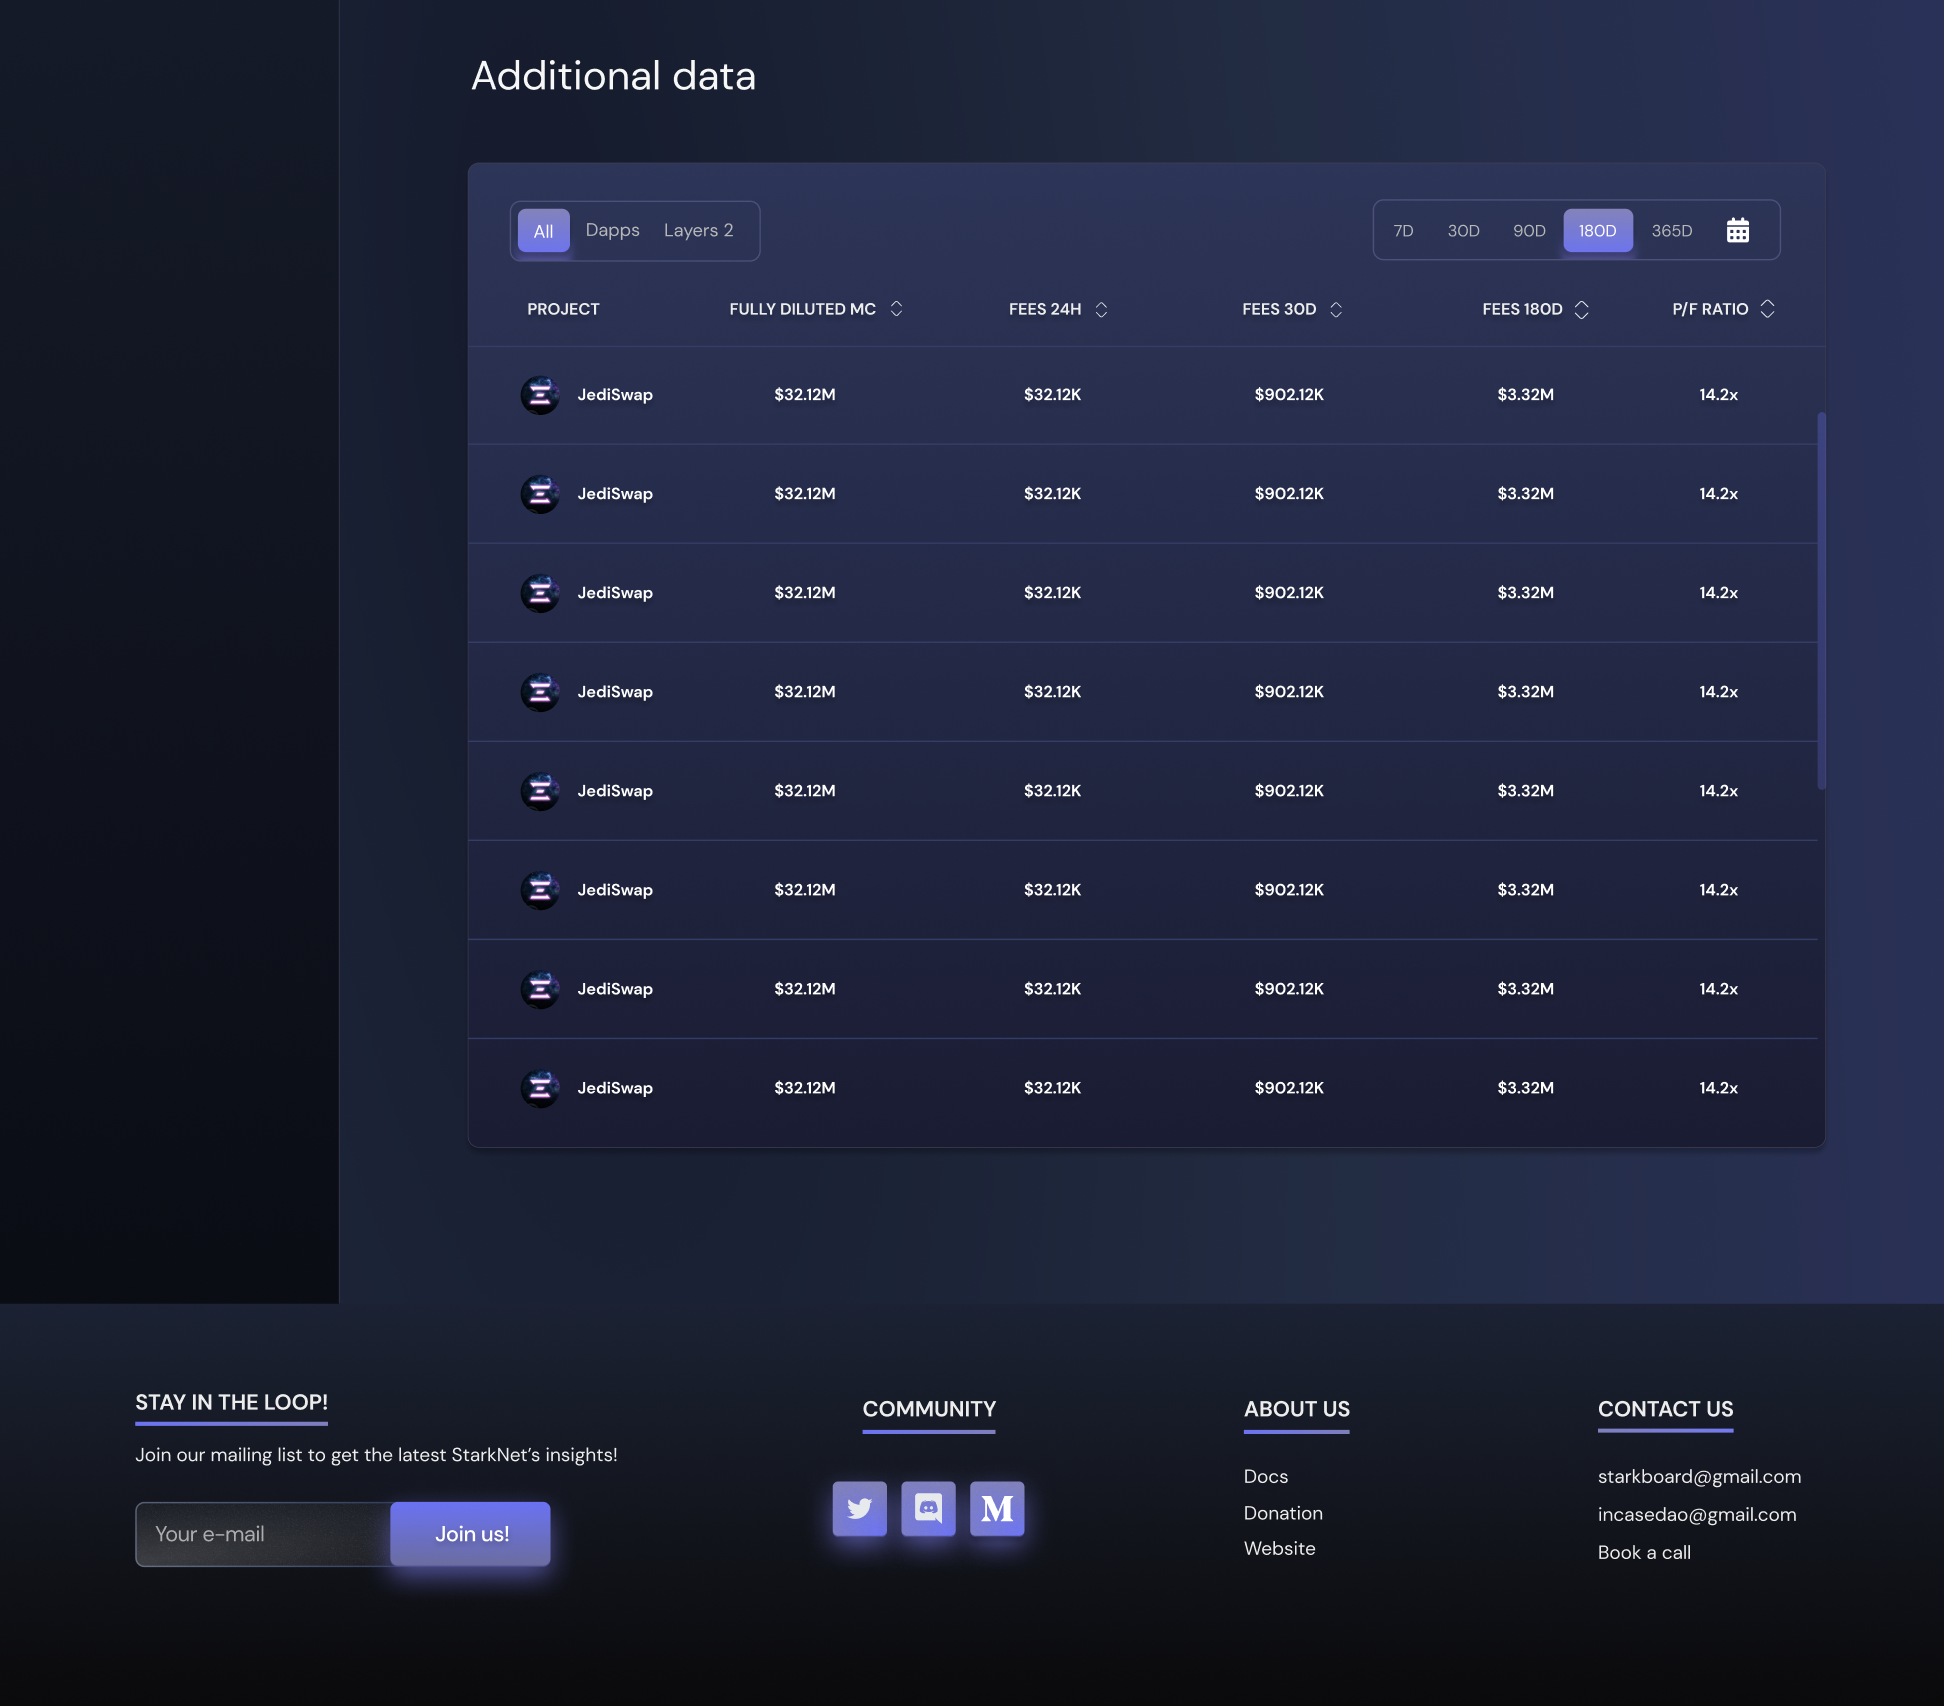 Additional data
All Dapps Layers 2 7D 30D 90D 180D 365D
PROJECT FULLY DILUTED MC FEES 24H FEES 30D FEES 180D P/F RATIO
JediSwap $32.12M $32.12K $902.12K $3.32M 14.2x
JediSwap $32.12M $32.12K $902.12K $3.32M 14.2x
JediSwap $32.12M $32.12K $902.12K $3.32M 14.2x
JediSwap $32.12M $32.12K $902.12K $3.32M 14.2x
JediSwap $32.12M $32.12K $902.12K $3.32M 14.2x
JediSwap $32.12M $32.12K $902.12K $3.32M 14.2x
JediSwap $32.12M $32.12K $902.12K $3.32M 14.2x
JediSwap $32.12M $32.12K $902.12K $3.32M 14.2x
STAY IN THE LOOP!
Join our mailing list to get the latest StarkNet’s insights!
Your e-mail Join us!
COMMUNITY
M
ABOUT US
Docs
Donation
Website
CONTACT US
starkboard@gmail.com
incasedao@gmail.com
Book a call